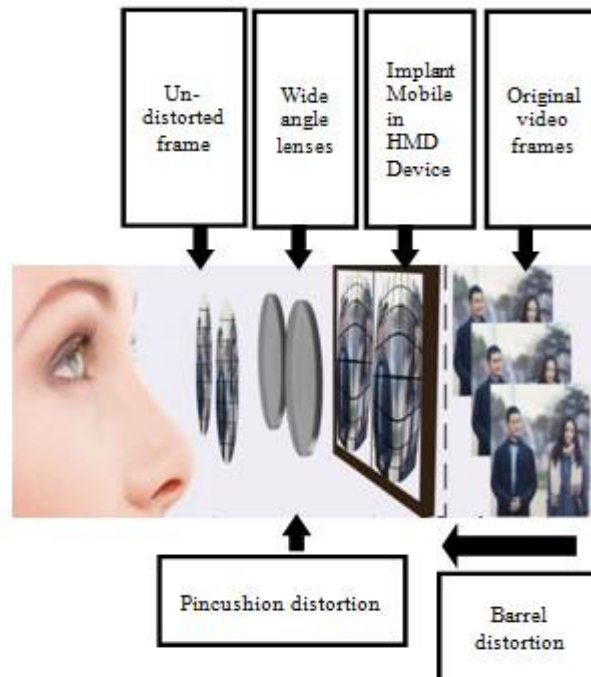 Un-
distorted
frame
Wide
angle
lenses
Implant
Mobile
in
HMD
Device
Original
video
frames
Pincushion distortion
Barrel
distortion